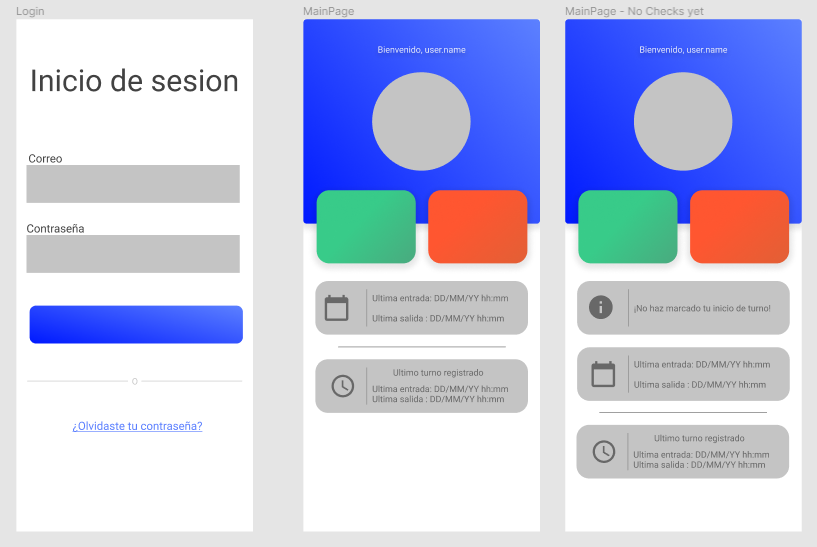 Login
Inicio de sesion
Correo
Contraseña
O
¿Olvidaste tu contraseña?
MainPage
Bienvenido, user.name
Ultima entrada: DD/MM/YY hh:mm
Ultima salida : DD/MM/YY hh:mm
Ultimo turno registrado
Ultima entrada: DD/MM/YY hh:mm
Ultima salida : DD/MM/YY hh:mm
MainPage - No Checks yet
Bienvenido, user.name
¡No haz marcado tu inicio de turno!
Ultima entrada: DD/MM/YY hh:mm
Ultima salida : DD/MM/YY hh:mm
Ultimo turno registrado
Ultima entrada: DD/MM/YY hh:mm
Ultima salida : DD/MM/YY hh:mm